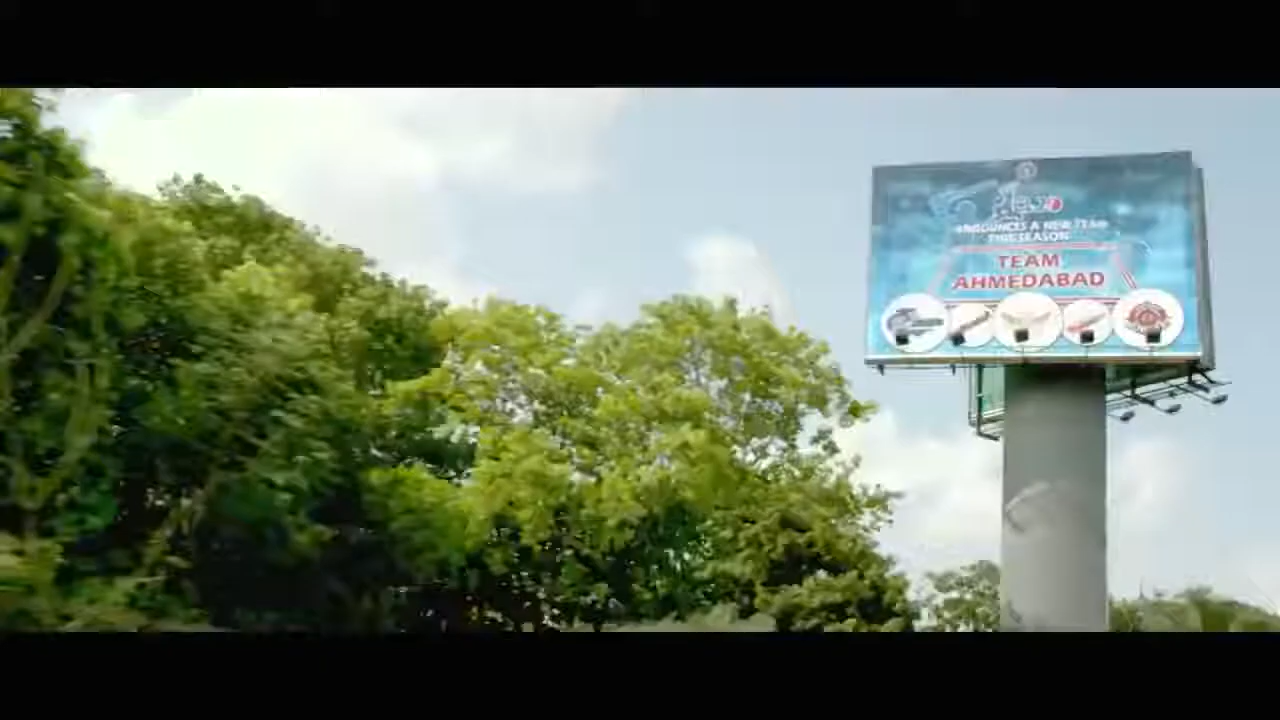 ANNOUNCES A NEW TEAM
THIS SEASON
TEAM
AHMEDABAD